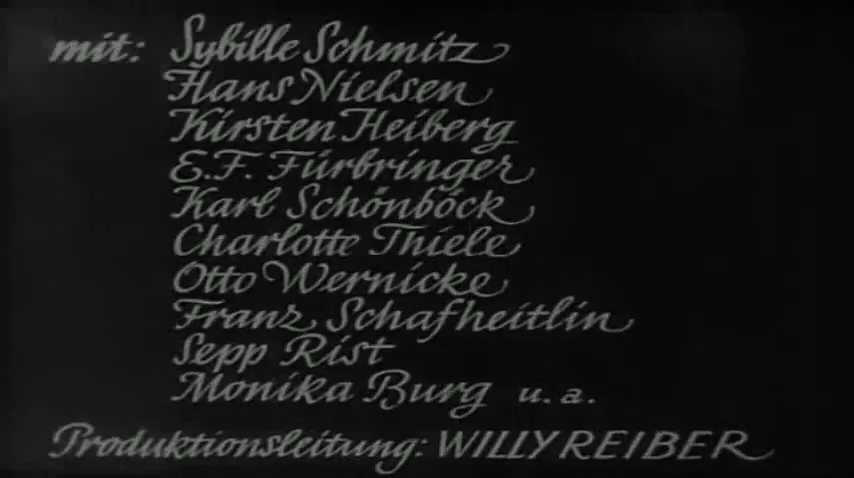 mit: Sybille Schmitz
Hans Nielsen
Kirsten Heiberg
E.F. Fürbringer
Karl Schönböck
Charlotte Thiele
Otto Wernicke
Franz Schafheitlin
Sepp Rist
Monika Burg u. a.
Produktionsleitung: WILLY REIBER